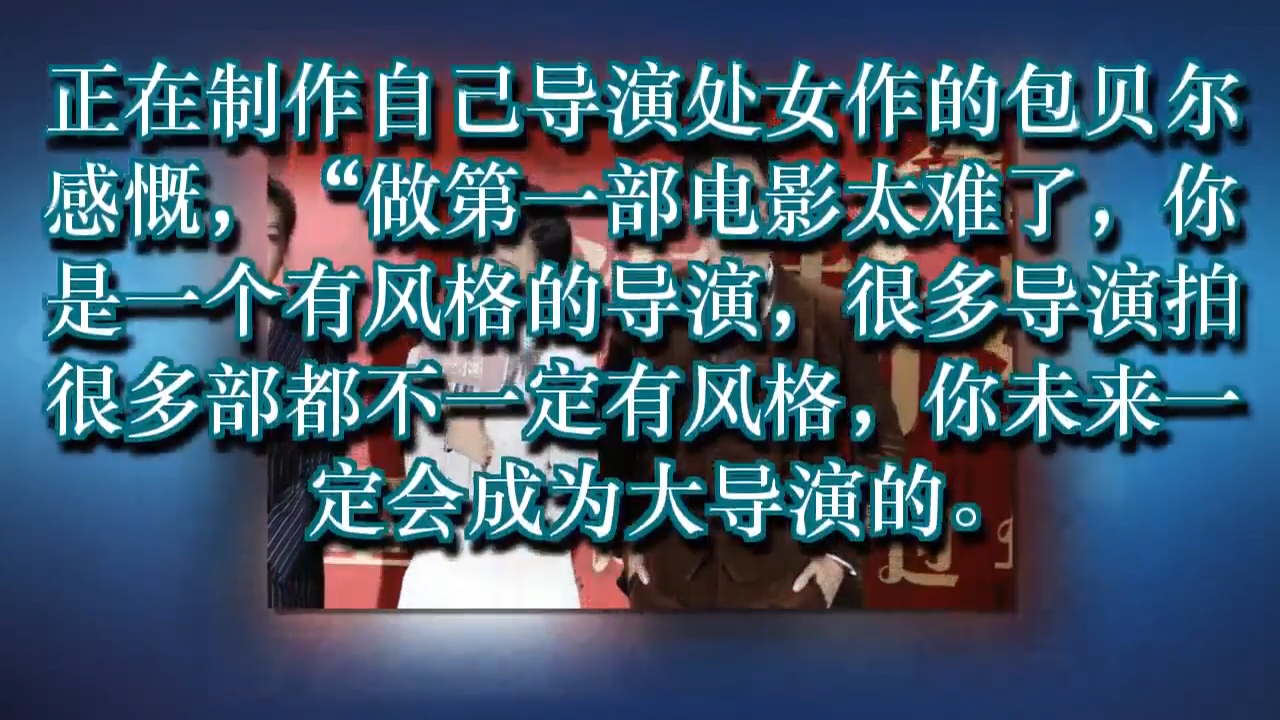 正在制作自己导演处女作的包贝尔
感慨，“做第一部电影太难了，你
是一个有风格的导演，很多导演拍
很多部都不一定有风格，你未来一
定会成为大导演的。